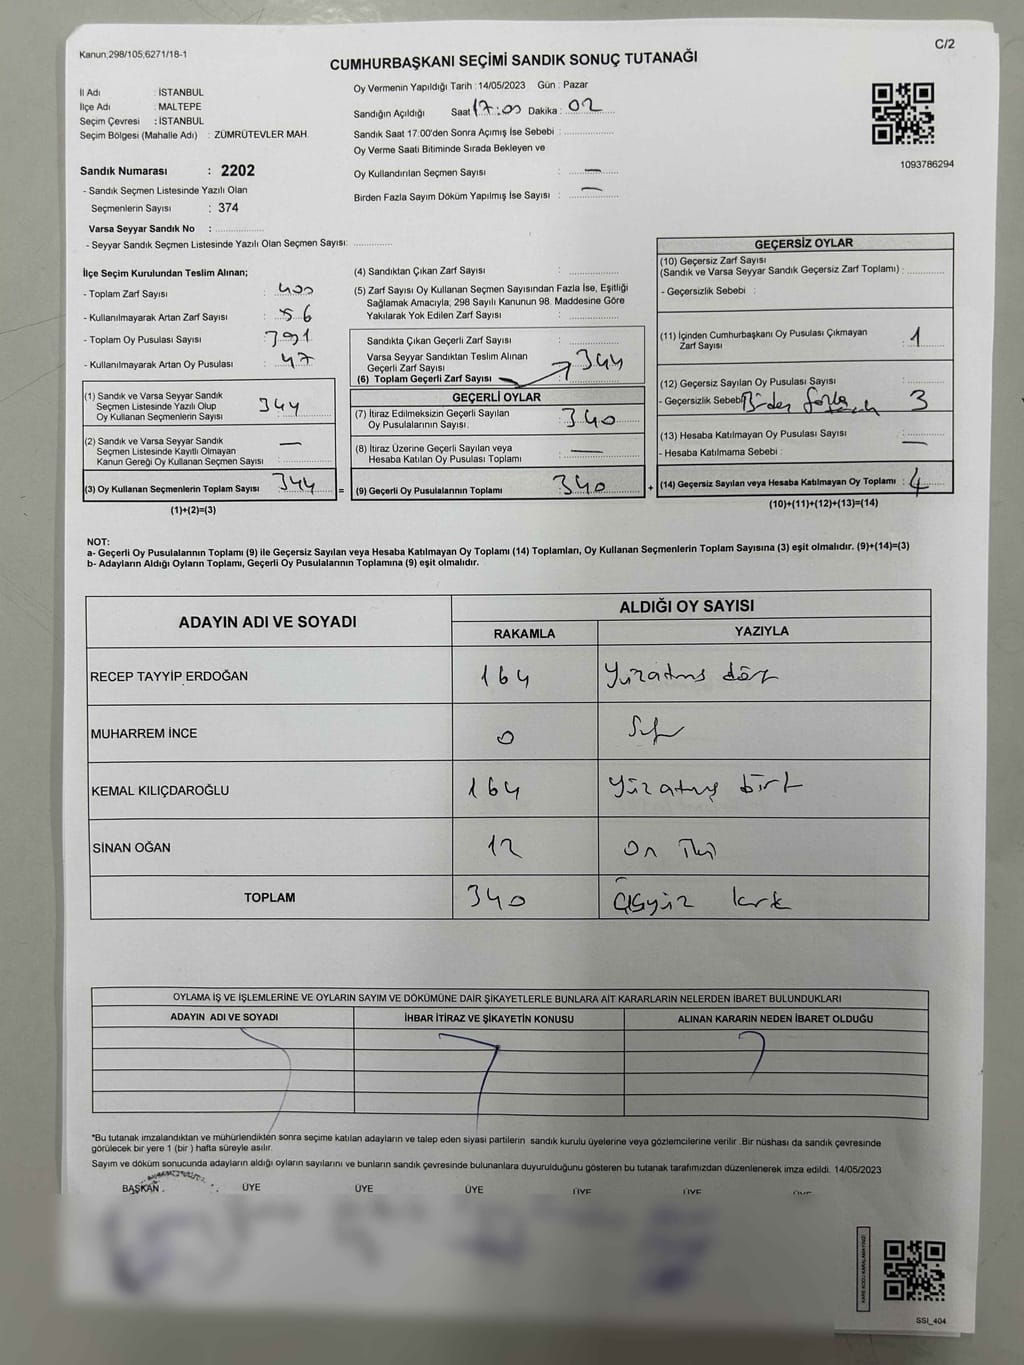 Kanun;298/105;6271/18-1
C/2
CUMHURBAŞKANI SEÇİMİ SANDIK SONUÇ TUTANAĞI
İl Adı : İSTANBUL
İlçe Adı : MALTEPE
Seçim Çevresi : İSTANBUL
Seçim Bölgesi (Mahalle Adı) : ZÜMRÜTEVLER MAH.
Oy Vermenin Yapıldığı Tarih : 14/05/2023 Gün : Pazar
Sandığın Açıldığı Saat 17:00 Dakika : 02
Sandık Saat 17:00'den Sonra Açımış İse Sebebi :
Oy Verme Saati Bitiminde Sırada Bekleyen ve
Oy Kullandırılan Seçmen Sayısı : —
Birden Fazla Sayım Döküm Yapılmış İse Sayısı : —
1093786294
Sandık Numarası : 2202
- Sandık Seçmen Listesinde Yazılı Olan
Seçmenlerin Sayısı : 374
Varsa Seyyar Sandık No :
- Seyyar Sandık Seçmen Listesinde Yazılı Olan Seçmen Sayısı:
İlçe Seçim Kurulundan Teslim Alınan;
- Toplam Zarf Sayısı : 400
- Kullanılmayarak Artan Zarf Sayısı : 56
- Toplam Oy Pusulası Sayısı : 391
- Kullanılmayarak Artan Oy Pusulası : 47
(1) Sandık ve Varsa Seyyar Sandık
Seçmen Listesinde Yazılı Olup
Oy Kullanan Seçmenlerin Sayısı 344
(2) Sandık ve Varsa Seyyar Sandık
Seçmen Listesinde Kayıtlı Olmayan
Kanun Gereği Oy Kullanan Seçmen Sayısı : —
(3) Oy Kullanan Seçmenlerin Toplam Sayısı : 344
(1)+(2)=(3)
(4) Sandıktan Çıkan Zarf Sayısı :
(5) Zarf Sayısı Oy Kullanan Seçmen Sayısından Fazla İse, Eşitliği
Sağlamak Amacıyla, 298 Sayılı Kanunun 98. Maddesine Göre
Yakılarak Yok Edilen Zarf Sayısı :
Sandıkta Çıkan Geçerli Zarf Sayısı :
Varsa Seyyar Sandıktan Teslim Alınan
Geçerli Zarf Sayısı :
(6) Toplam Geçerli Zarf Sayısı 344
GEÇERLİ OYLAR
(7) İtiraz Edilmeksizin Geçerli Sayılan
Oy Pusulalarının Sayısı. : 340
(8) İtiraz Üzerine Geçerli Sayılan veya
Hesaba Katılan Oy Pusulası Toplamı : —
= (9) Geçerli Oy Pusulalarının Toplamı : 340 +
GEÇERSİZ OYLAR
(10) Geçersiz Zarf Sayısı
(Sandık ve Varsa Seyyar Sandık Geçersiz Zarf Toplamı) :
- Geçersizlik Sebebi :
(11) İçinden Cumhurbaşkanı Oy Pusulası Çıkmayan
Zarf Sayısı : 1
(12) Geçersiz Sayılan Oy Pusulası Sayısı :
- Geçersizlik Sebebi Birden fazla 3
(13) Hesaba Katılmayan Oy Pusulası Sayısı : —
- Hesaba Katılmama Sebebi :
(14) Geçersiz Sayılan veya Hesaba Katılmayan Oy Toplamı : 4
(10)+(11)+(12)+(13)=(14)
NOT:
a- Geçerli Oy Pusulalarının Toplamı (9) ile Geçersiz Sayılan veya Hesaba Katılmayan Oy Toplamı (14) Toplamları, Oy Kullanan Seçmenlerin Toplam Sayısına (3) eşit olmalıdır. (9)+(14)=(3)
b- Adayların Aldığı Oyların Toplamı, Geçerli Oy Pusulalarının Toplamına (9) eşit olmalıdır.
ADAYIN ADI VE SOYADI
ALDIĞI OY SAYISI
RAKAMLA YAZIYLA
RECEP TAYYİP ERDOĞAN 164 Yüzatmış dört
MUHARREM İNCE 0 Sıfır
KEMAL KILIÇDAROĞLU 164 Yüzatmış dört
SİNAN OĞAN 12 On iki
TOPLAM 340 Üçyüz kırk
OYLAMA İŞ VE İŞLEMLERİNE VE OYLARIN SAYIM VE DÖKÜMÜNE DAİR ŞİKAYETLERLE BUNLARA AİT KARARLARIN NELERDEN İBARET BULUNDUKLARI
ADAYIN ADI VE SOYADI İHBAR İTİRAZ VE ŞİKAYETİN KONUSU ALINAN KARARIN NEDEN İBARET OLDUĞU
*Bu tutanak imzalandıktan ve mühürlendikten sonra seçime katılan adayların ve talep eden siyasi partilerin sandık kurulu üyelerine veya gözlemcilerine verilir .Bir nüshası da sandık çevresinde
görülecek bir yere 1 (bir ) hafta süreyle asılır.
Sayım ve döküm sonucunda adayların aldığı oyların sayılarını ve bunların sandık çevresinde bulunanlara duyurulduğunu gösteren bu tutanak tarafımızdan düzenlenerek imza edildi. 14/05/2023
BAŞKAN ÜYE ÜYE ÜYE ÜYE ÜYE ÜYE
KARE KODU KARALAMAYINIZ!
SSI_404